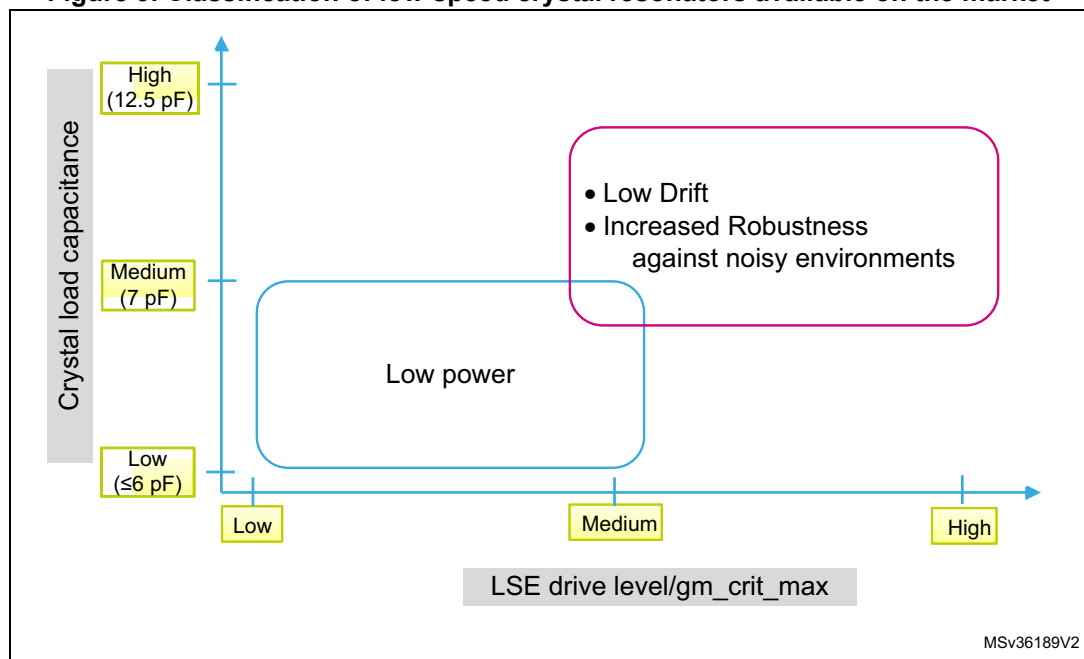 High
(12.5 pF)
Crystal load capacitance
• Low Drift
• Increased Robustness
against noisy environments
Medium
(7 pF)
Low power
Low
(≤6 pF)
Low
Medium
High
LSE drive level/gm_crit_max
MSv36189V2